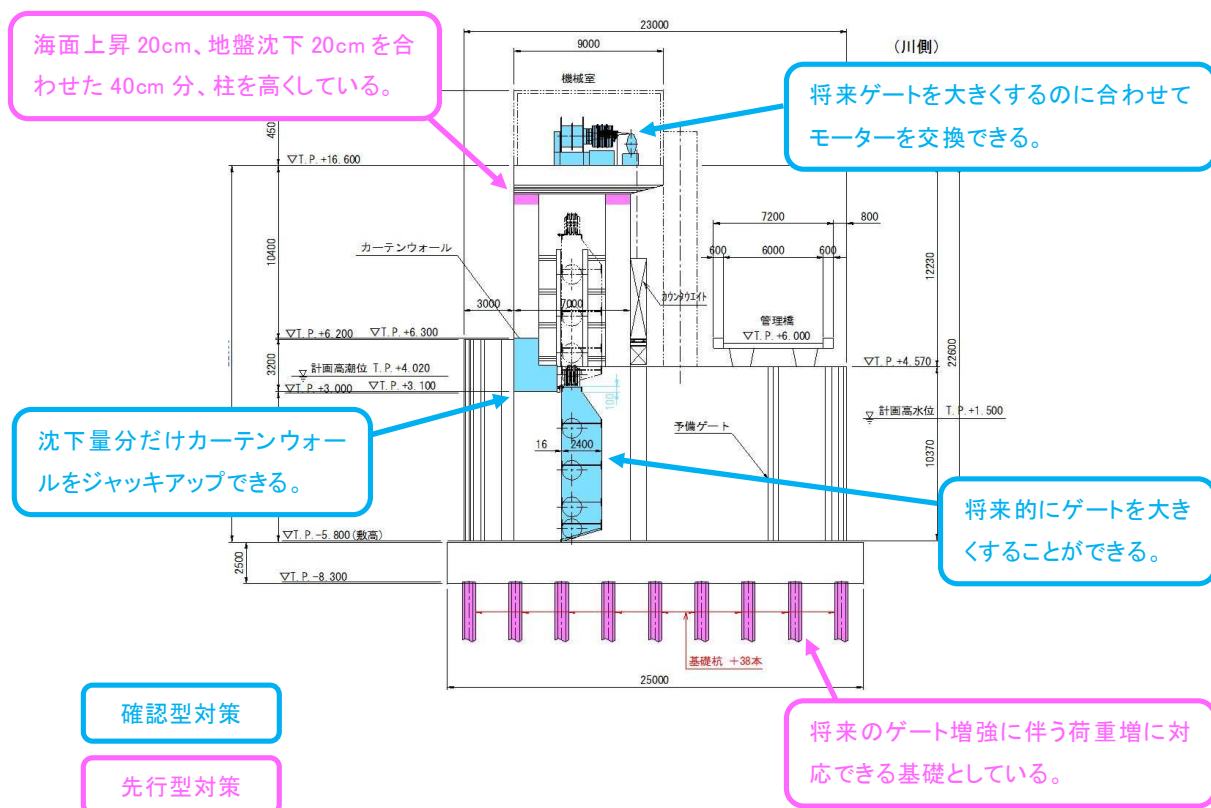 海面上昇 20cm、地盤沈下 20cm を合
わせた 40cm 分、柱を高くしている。
23000
9000
(川側)
機械室
将来ゲートを大きくするのに合わせて
モーターを交換できる。
450
▽T.P.+16.600
7200
800
カーテンウォール
600
6000
600
10400
12230
カウンタウエイト
3000
7000
管理橋
▽T.P.+6.000
▽T.P.+6.200
▽T.P.+6.300
▽T.P.+4.570
22600
3200
計画高潮位 T.P.+4.020
▽T.P.+3.000
▽T.P.+3.100
100
計画高水位 T.P.+1.500
沈下量分だけカーテンウォー
ルをジャッキアップできる。
予備ゲート
16
2400
10370
将来的にゲートを大き
くすることができる。
▽T.P.-5.800(敷高)
2500
▽T.P.-8.300
基礎杭 +38本
25000
確認型対策
将来のゲート増強に伴う荷重増に対
応できる基礎としている。
先行型対策